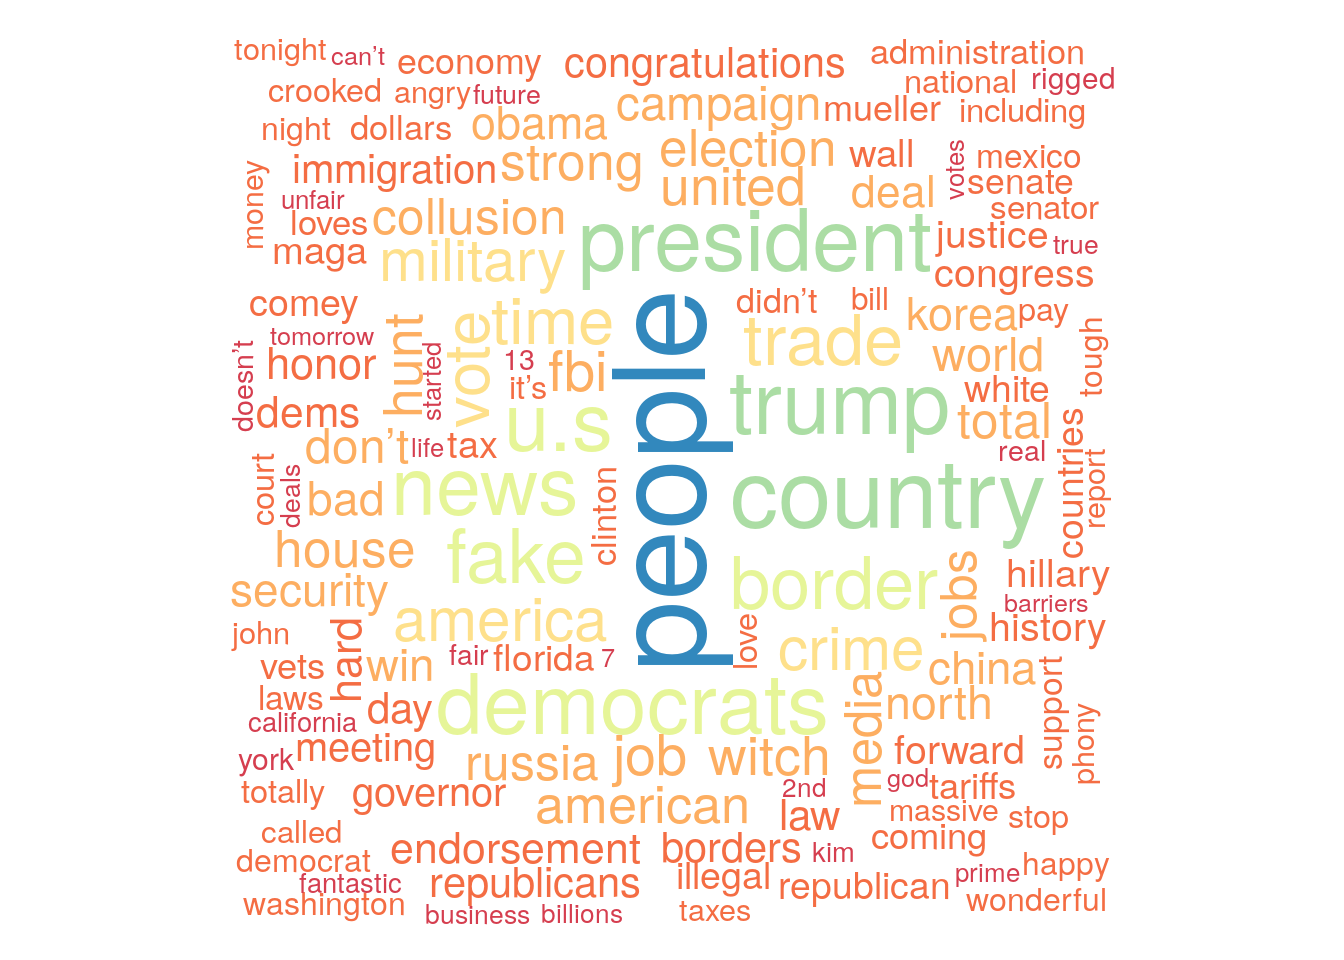 tonight can’t economy congratulations administration
crooked angry future campaign mueller national rigged including
night dollars obama election wall votes mexico
immigration strong united deal senate
money unfair loves collusion president senator
maga military justice true
congress
comey didn’t bill korea pay
tomorrow hunt vote time trade world tough
doesn’t honor started 13 fbi people white
it’s trump
dems u.s total
don’t life tax real countries
court deals bad news clinton country report
house fake
security border jobs hillary
barriers
john america love crime history
vets hard win fair florida 7 china support
laws
california day democrats media north phony
york meeting russia job witch forward
totally governor american 2nd god tariffs
law massive stop
called endorsement borders kim coming
democrat
fantastic republicans illegal republican prime happy
washington business billions taxes wonderful